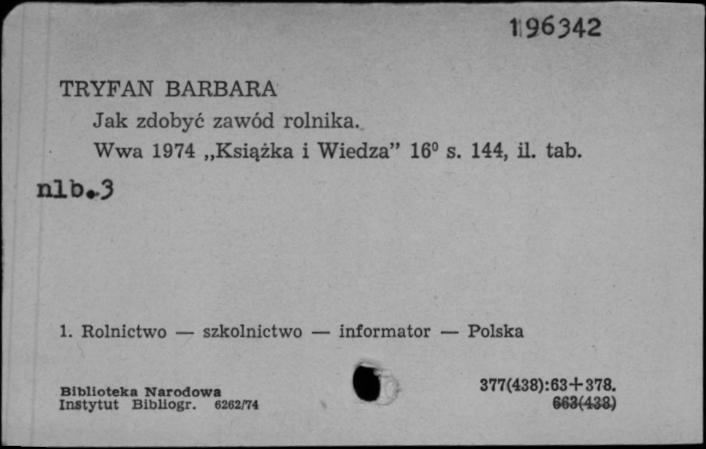 196342
TRYFAN BARBARA
Jak zdobyć zawód rolnika.
Wwa 1974 „Książka i Wiedza” 16⁰ s. 144, il. tab.
nlb.3
1. Rolnictwo — szkolnictwo — informator — Polska
377(438):63+378.
663(438)
Biblioteka Narodowa
Instytut Bibliogr. 6262/74